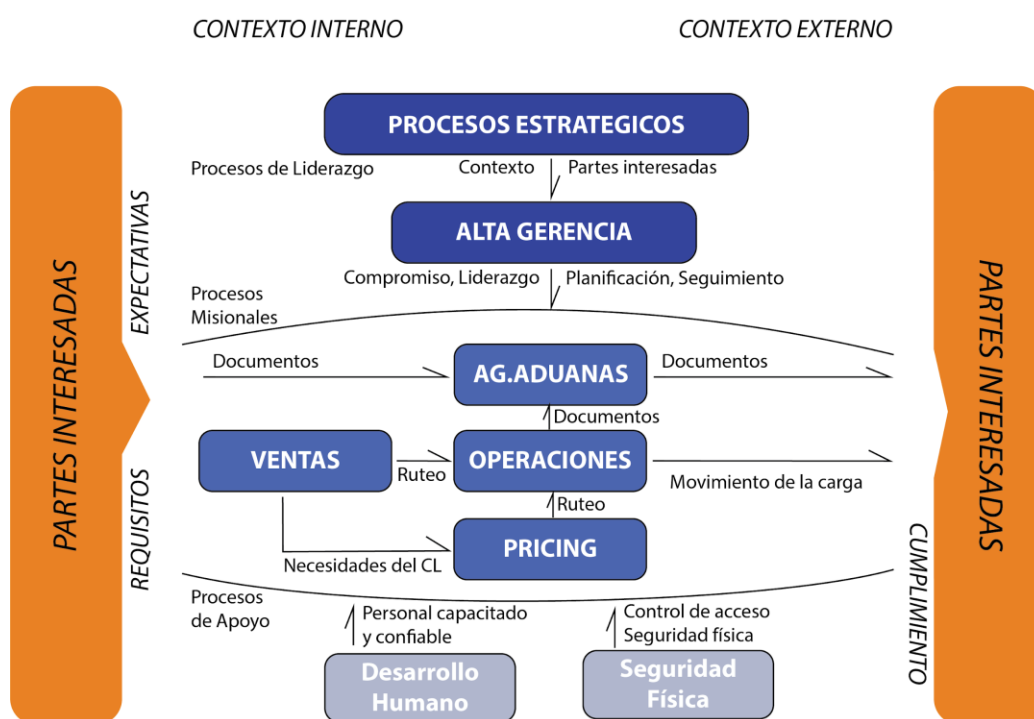 CONTEXTO INTERNO
CONTEXTO EXTERNO
PROCESOS ESTRATEGICOS
Procesos de Liderazgo
Contexto
Partes interesadas
ALTA GERENCIA
Compromiso, Liderazgo
Planificación, Seguimiento
Procesos
Misionales
PARTES INTERESADAS
EXPECTATIVAS
REQUISITOS
Documentos
AG.ADUANAS
Documentos
Documentos
VENTAS
Ruteo
OPERACIONES
Movimiento de la carga
Ruteo
PRICING
Necesidades del CL
Procesos
de Apoyo
Personal capacitado
y confiable
Control de acceso
Seguridad física
Desarrollo
Humano
Seguridad
Física
CUMPLIMIENTO
PARTES INTERESADAS